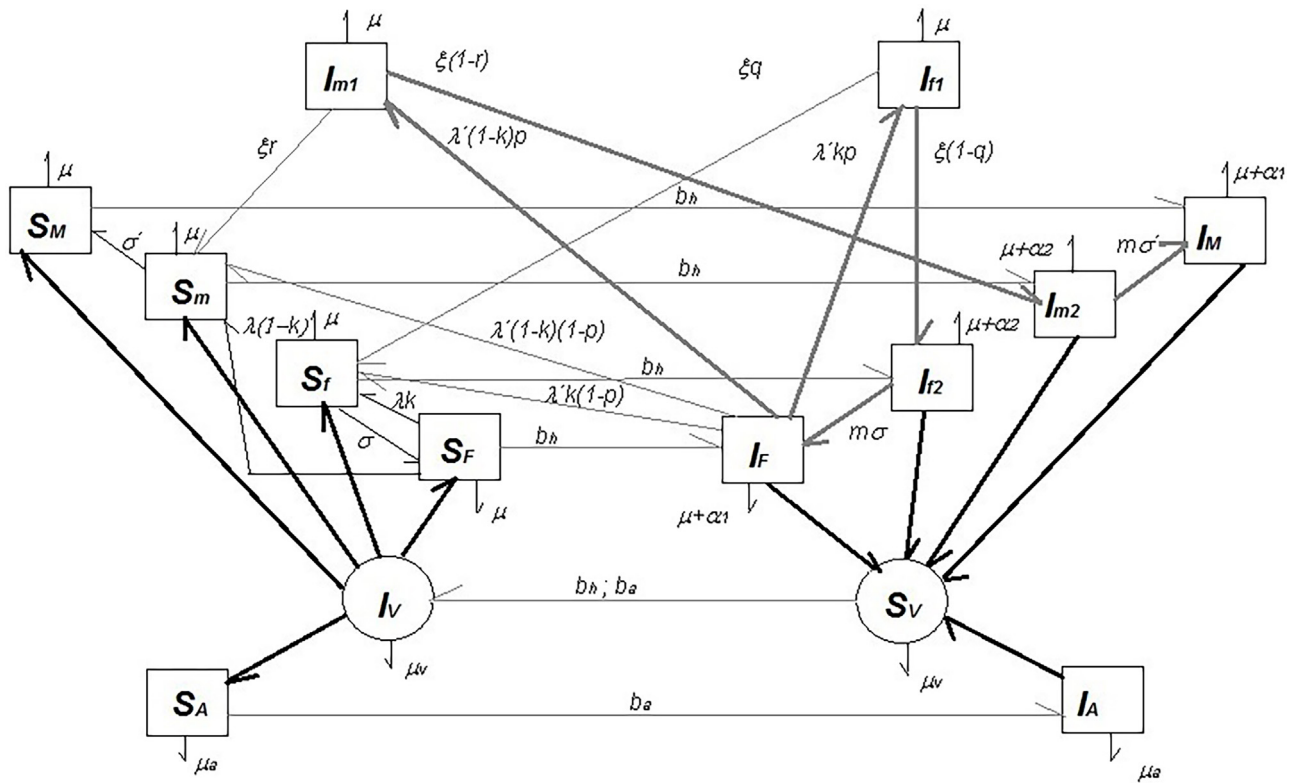 μ
μ
Im1
ξ(1-r)
ξq
If1
λ´(1-k)p
λ´kp
ξ(1-q)
ξr
μ
μ+α1
SM
bh
IM
σ´
μ
μ+α2
mσ´
Sm
bh
Im2
λ(1-k)
μ
λ´(1-k)(1-p)
μ+α2
Sf
bh
If2
λk
λ´k(1-p)
σ
SF
bh
IF
mσ
μ
μ+α1
IV
bh ; ba
SV
μv
μv
SA
ba
IA
μa
μa